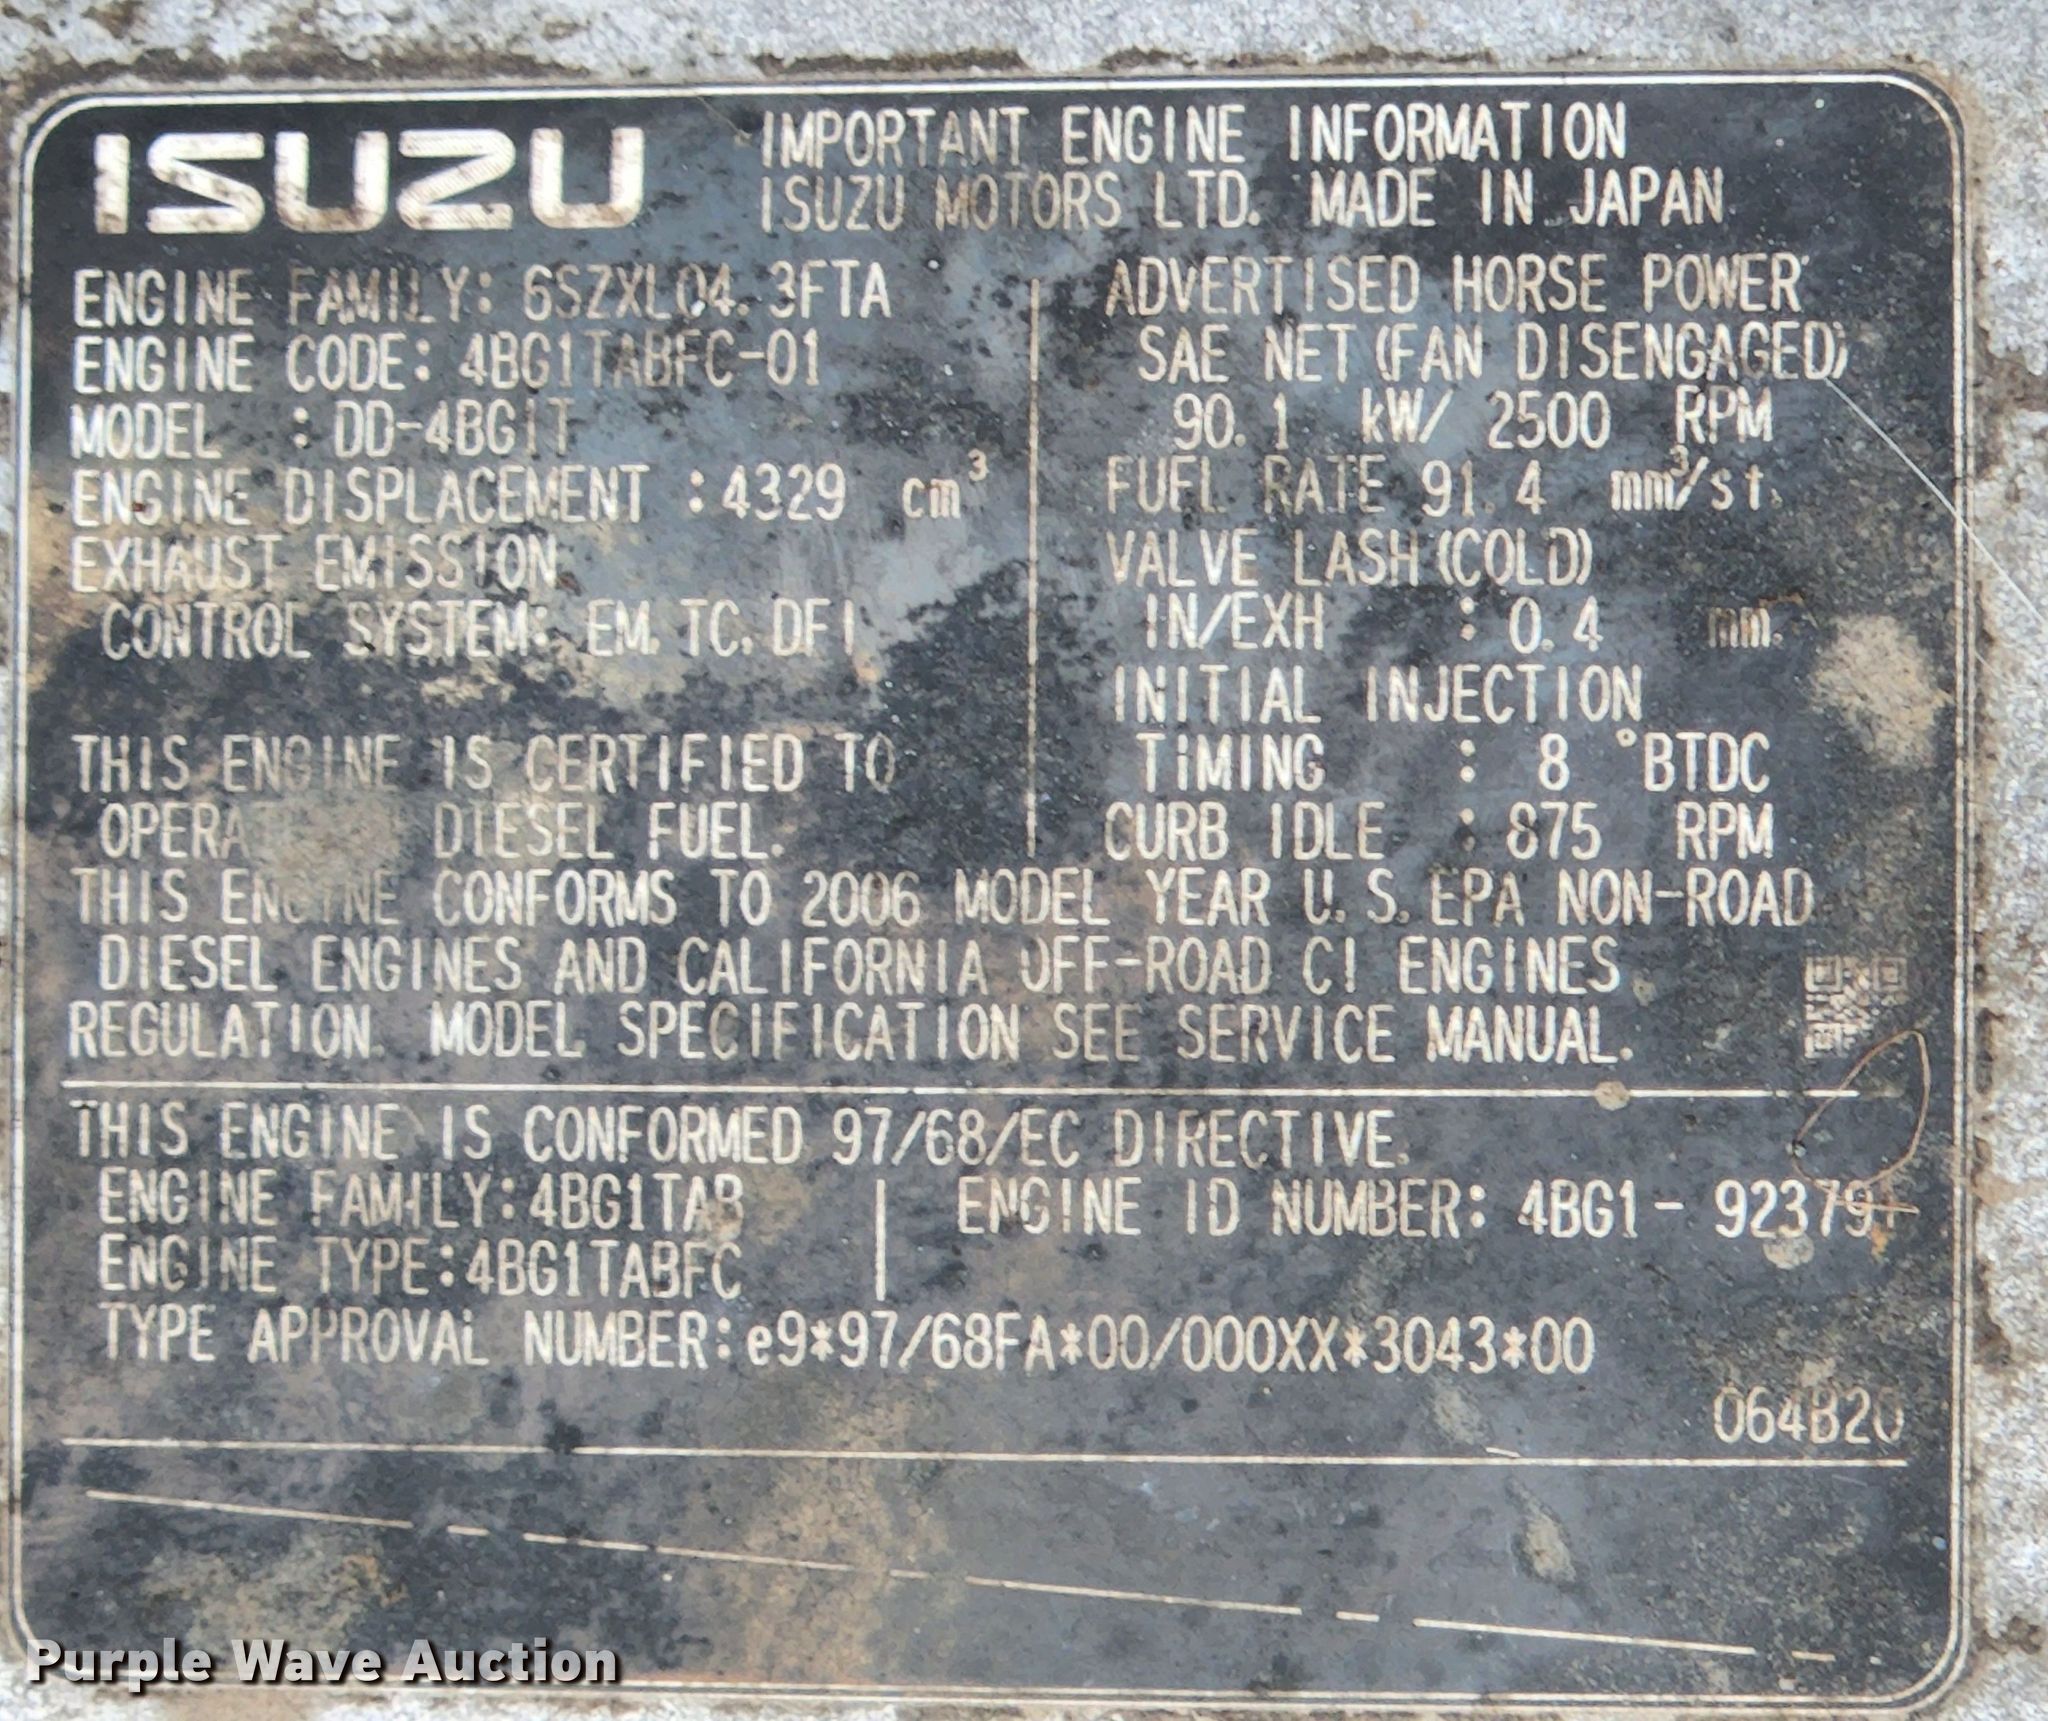 ISUZU
IMPORTANT ENGINE INFORMATION
ISUZU MOTORS LTD. MADE IN JAPAN
ENGINE FAMILY: 6SZXL04.3FTA
ENGINE CODE: 4BG1TABFC-01
MODEL : DD-4BG1T
ENGINE DISPLACEMENT :4329 cm³
EXHAUST EMISSION
CONTROL SYSTEM: EM, TC, DFI
ADVERTISED HORSE POWER
SAE NET (FAN DISENGAGED)
90.1 kW/ 2500 RPM
FUEL RATE 91.4 mm³/st.
VALVE LASH (COLD)
IN/EXH : 0.4 mm
INITIAL INJECTION
TIMING : 8 °BTDC
CURB IDLE : 875 RPM
THIS ENGINE IS CERTIFIED TO
DIESEL FUEL.
THIS ENGINE CONFORMS TO 2006 MODEL YEAR U.S. EPA NON-ROAD
DIESEL ENGINES AND CALIFORNIA OFF-ROAD CI ENGINES
REGULATION. MODEL SPECIFICATION SEE SERVICE MANUAL.
THIS ENGINE IS CONFORMED 97/68/EC DIRECTIVE.
ENGINE FAMILY:4BG1TAB
ENGINE TYPE:4BG1TABFC
ENGINE ID NUMBER: 4BG1-
TYPE APPROVAL NUMBER:e9*97/68FA*00/000XX*3043*00
064B20
Purple Wave Auction